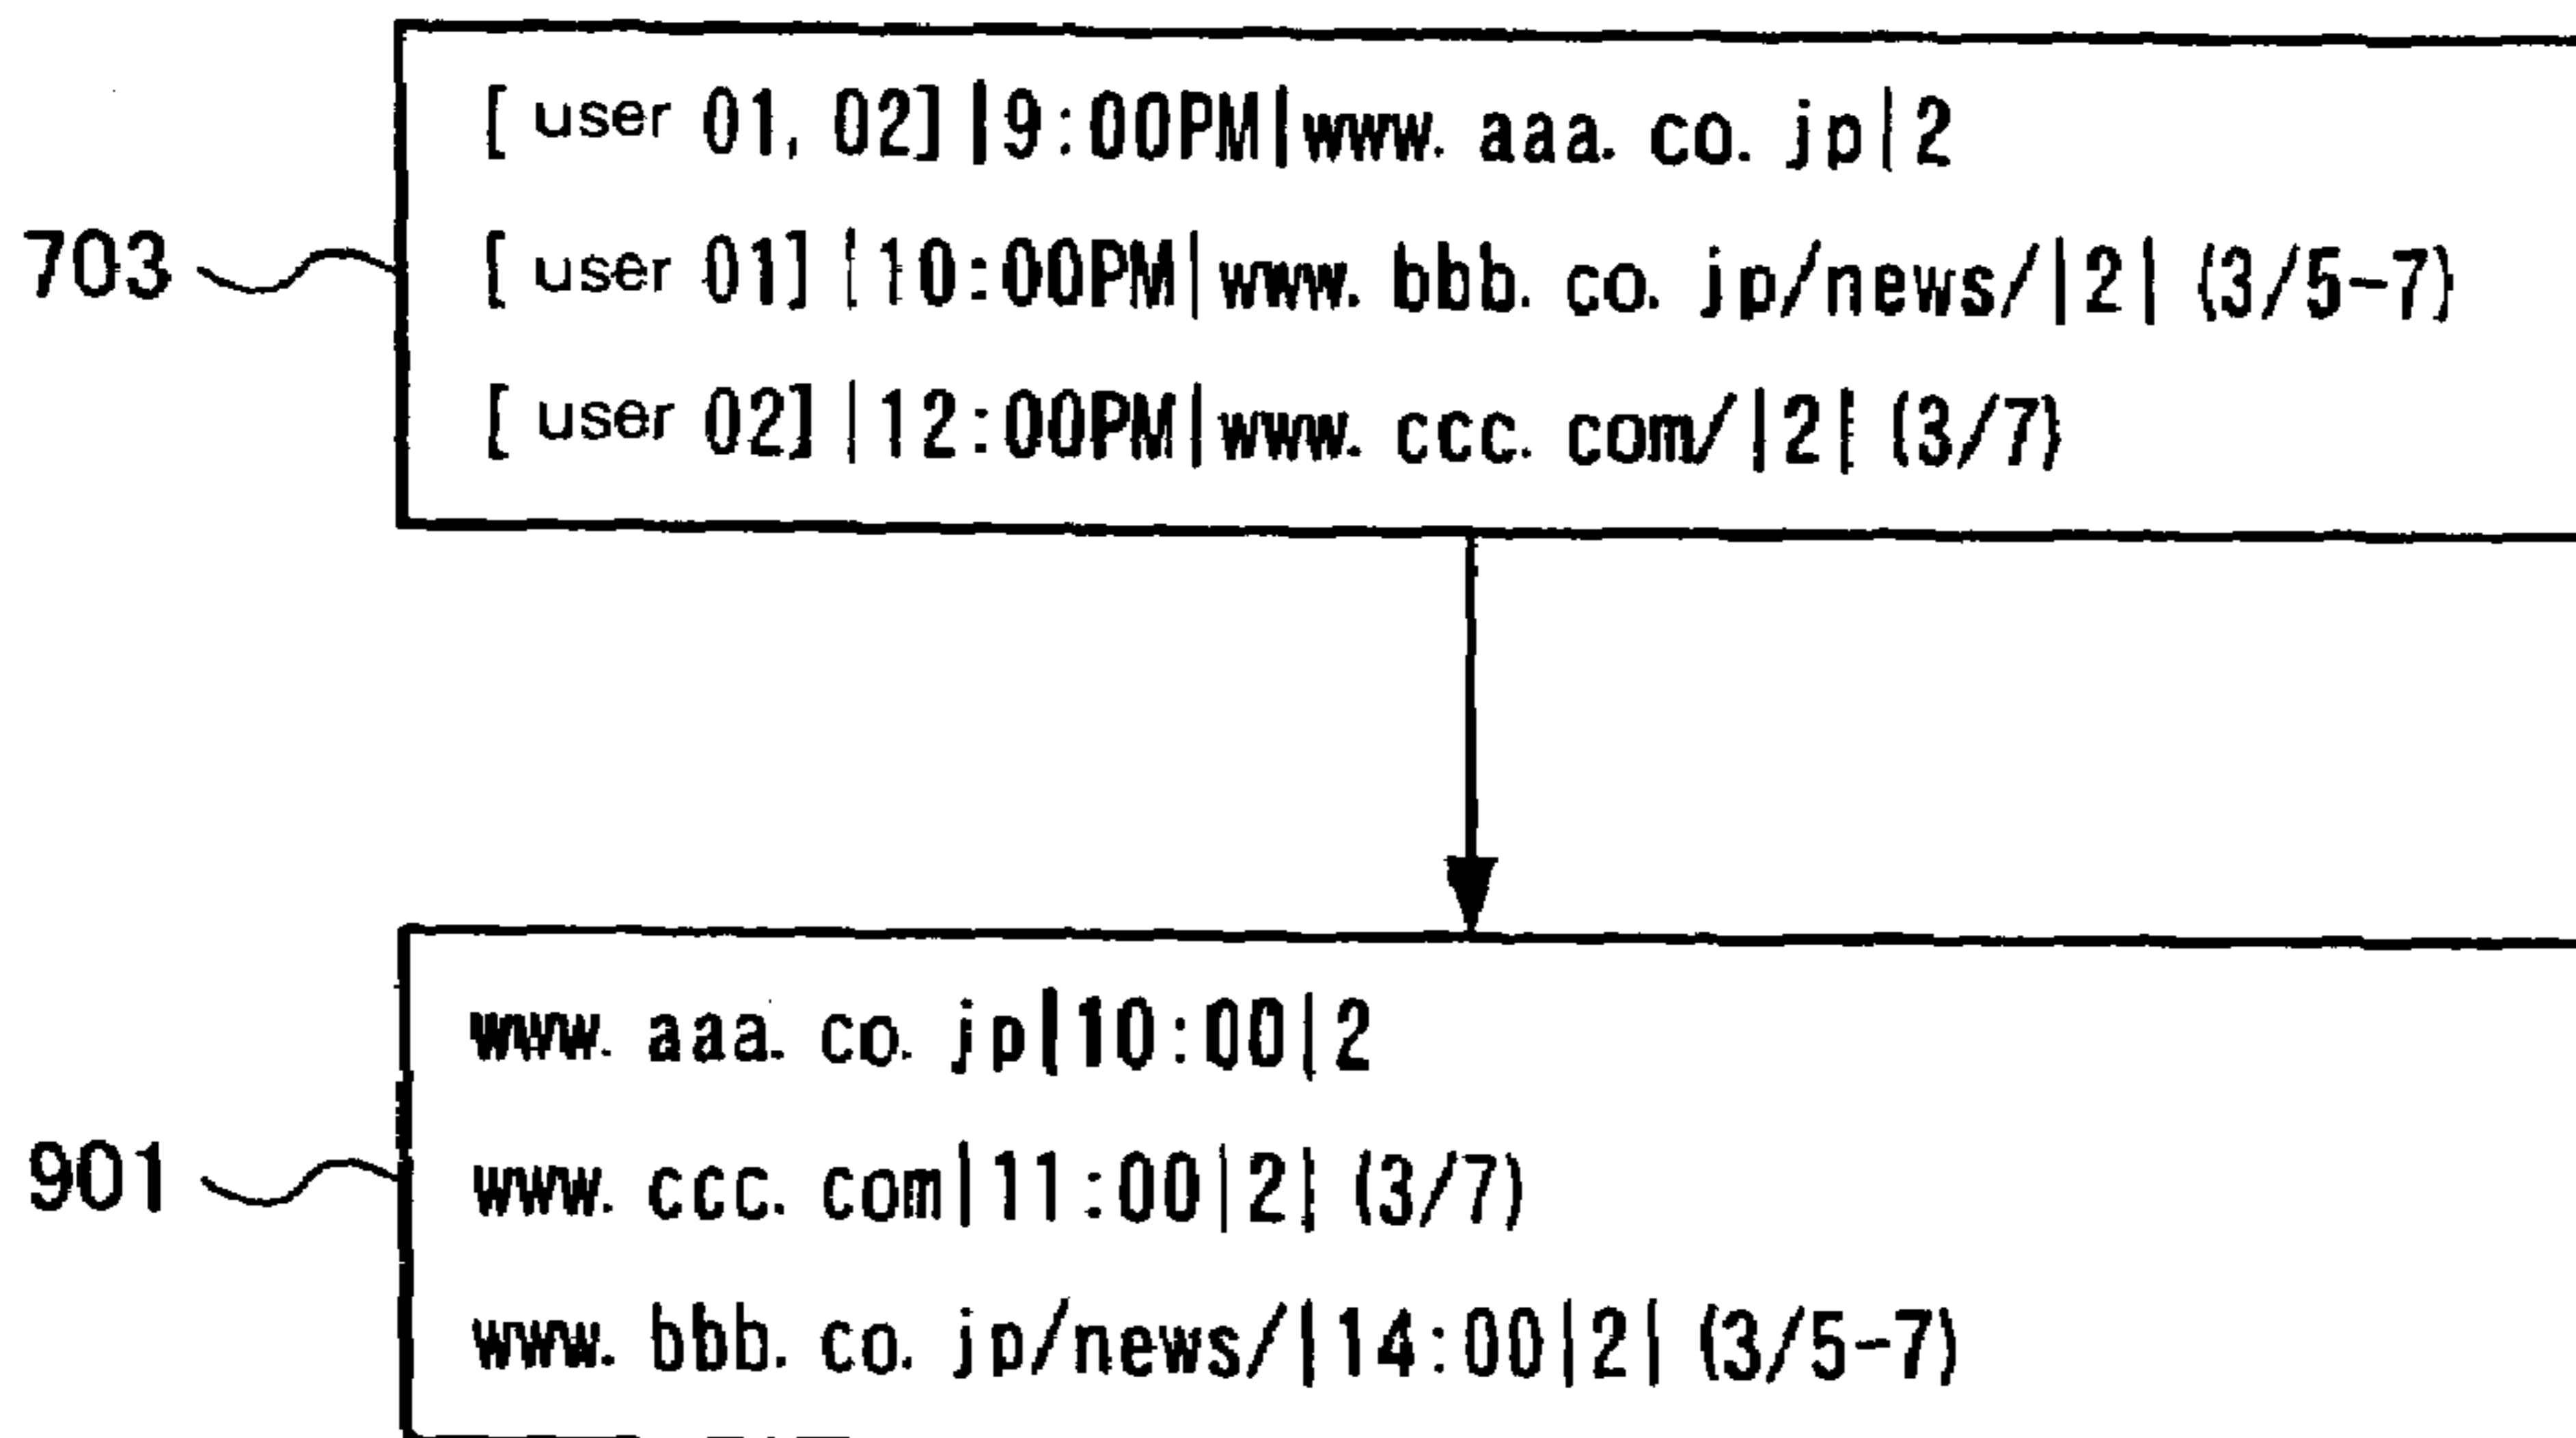 [ user 01, 02] |9:00PM|www. aaa. co. jp|2
703
[ user 01] |10:00PM|www. bbb. co. jp/news/|2| (3/5-7)
[ user 02] |12:00PM|www. ccc. com/|2| (3/7)
www. aaa. co. jp|10:00|2
901
www. ccc. com|11:00|2| (3/7)
www. bbb. co. jp/news/|14:00|2| (3/5-7)